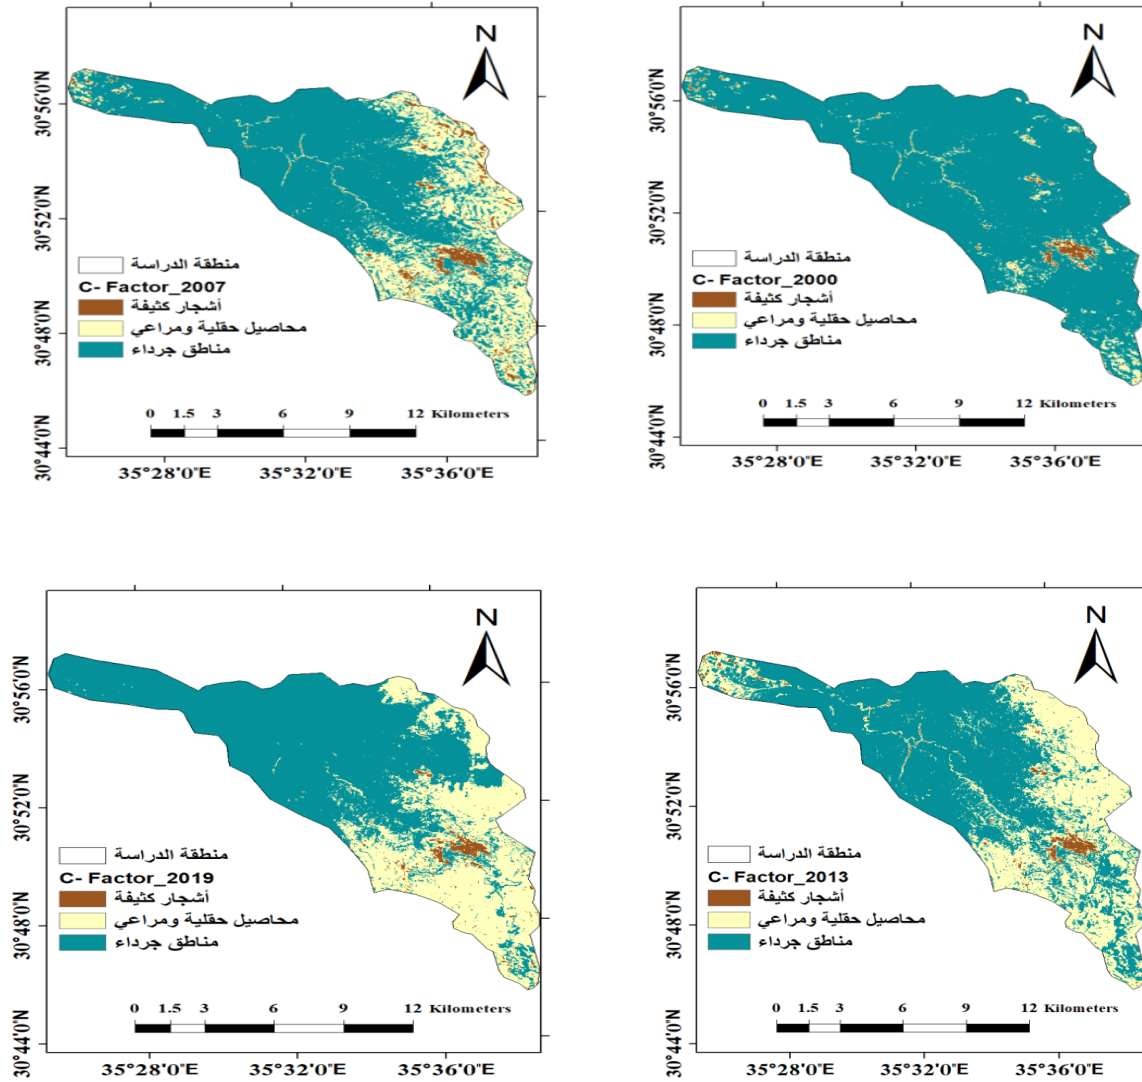 N
30°56'0"N
30°52'0"N
30°48'0"N
30°44'0"N
منطقة الدراسة
C- Factor_2007
أشجار كثيفة
محاصيل حقلية ومراعي
مناطق جرداء
0 1.5 3 6 9 12 Kilometers
35°28'0"E 35°32'0"E 35°36'0"E
N
30°56'0"N
30°52'0"N
30°48'0"N
30°44'0"N
منطقة الدراسة
C- Factor_2000
أشجار كثيفة
محاصيل حقلية ومراعي
مناطق جرداء
0 1.5 3 6 9 12 Kilometers
35°28'0"E 35°32'0"E 35°36'0"E
N
30°56'0"N
30°52'0"N
30°48'0"N
30°44'0"N
منطقة الدراسة
C- Factor_2019
أشجار كثيفة
محاصيل حقلية ومراعي
مناطق جرداء
0 1.5 3 6 9 12 Kilometers
35°28'0"E 35°32'0"E 35°36'0"E
N
30°56'0"N
30°52'0"N
30°48'0"N
30°44'0"N
منطقة الدراسة
C- Factor_2013
أشجار كثيفة
محاصيل حقلية ومراعي
مناطق جرداء
0 1.5 3 6 9 12 Kilometers
35°28'0"E 35°32'0"E 35°36'0"E